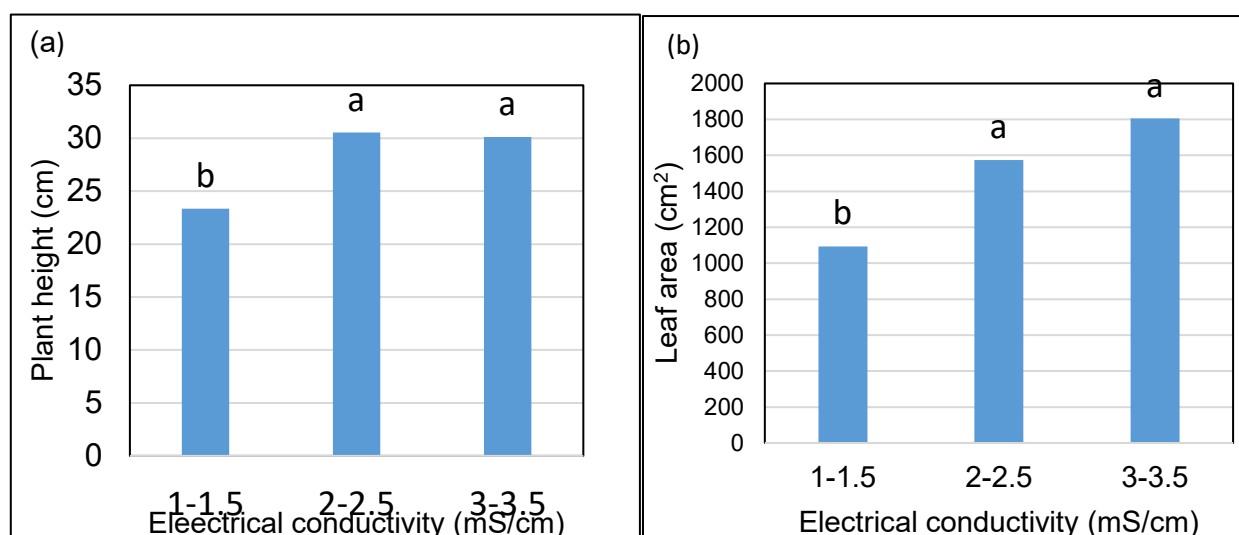 (a)
35
30
25
20
15
10
5
0
Plant height (cm)
b
a
a
1-1.5 2-2.5 3-3.5
Eleectrical conductivity (mS/cm)
(b)
2000
1800
1600
1400
1200
1000
800
600
400
200
0
Leaf area (cm²)
b
a
a
1-1.5 2-2.5 3-3.5
Electrical conductivity (mS/cm)